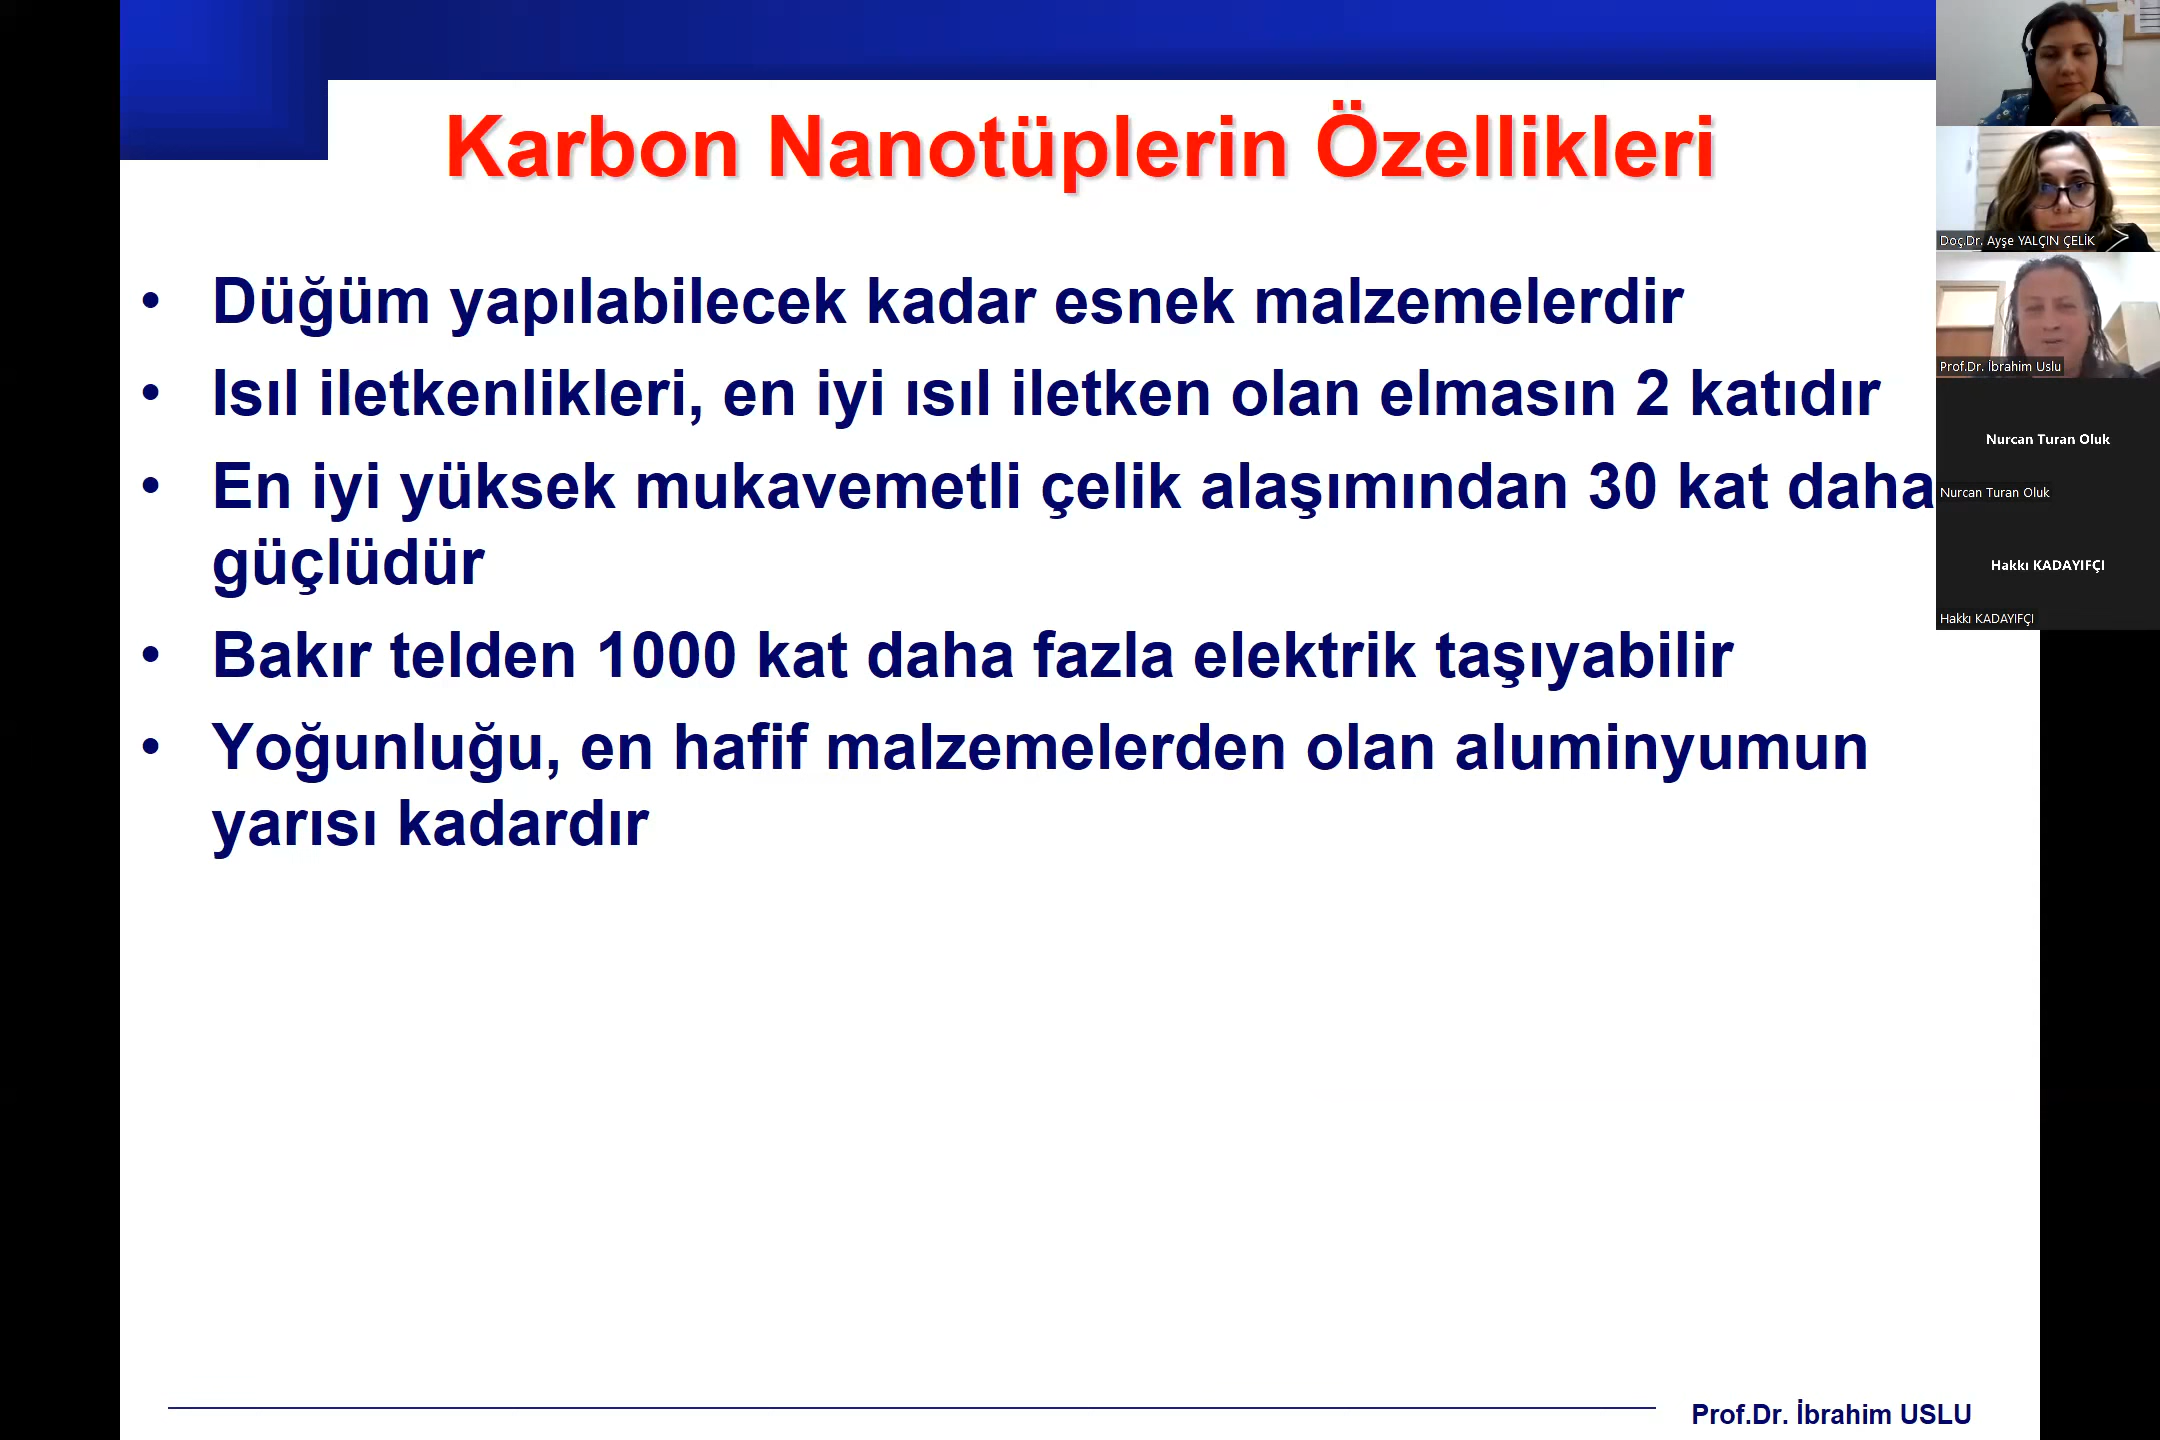 Karbon Nanotüplerin Özellikleri
• Düğüm yapılabilecek kadar esnek malzemelerdir
• Isıl iletkenlikleri, en iyi ısıl iletken olan elmasın 2 katıdır
• En iyi yüksek mukavemetli çelik alaşımından 30 kat daha
güçlüdür
• Bakır telden 1000 kat daha fazla elektrik taşıyabilir
• Yoğunluğu, en hafif malzemelerden olan aluminyumun
yarısı kadardır
Prof.Dr. İbrahim USLU
Doç.Dr. Ayşe YALÇIN ÇELİK
Prof.Dr. İbrahim Uslu
Nurcan Turan Oluk
Nurcan Turan Oluk
Hakkı KADAYIFÇI
Hakkı KADAYIFÇI